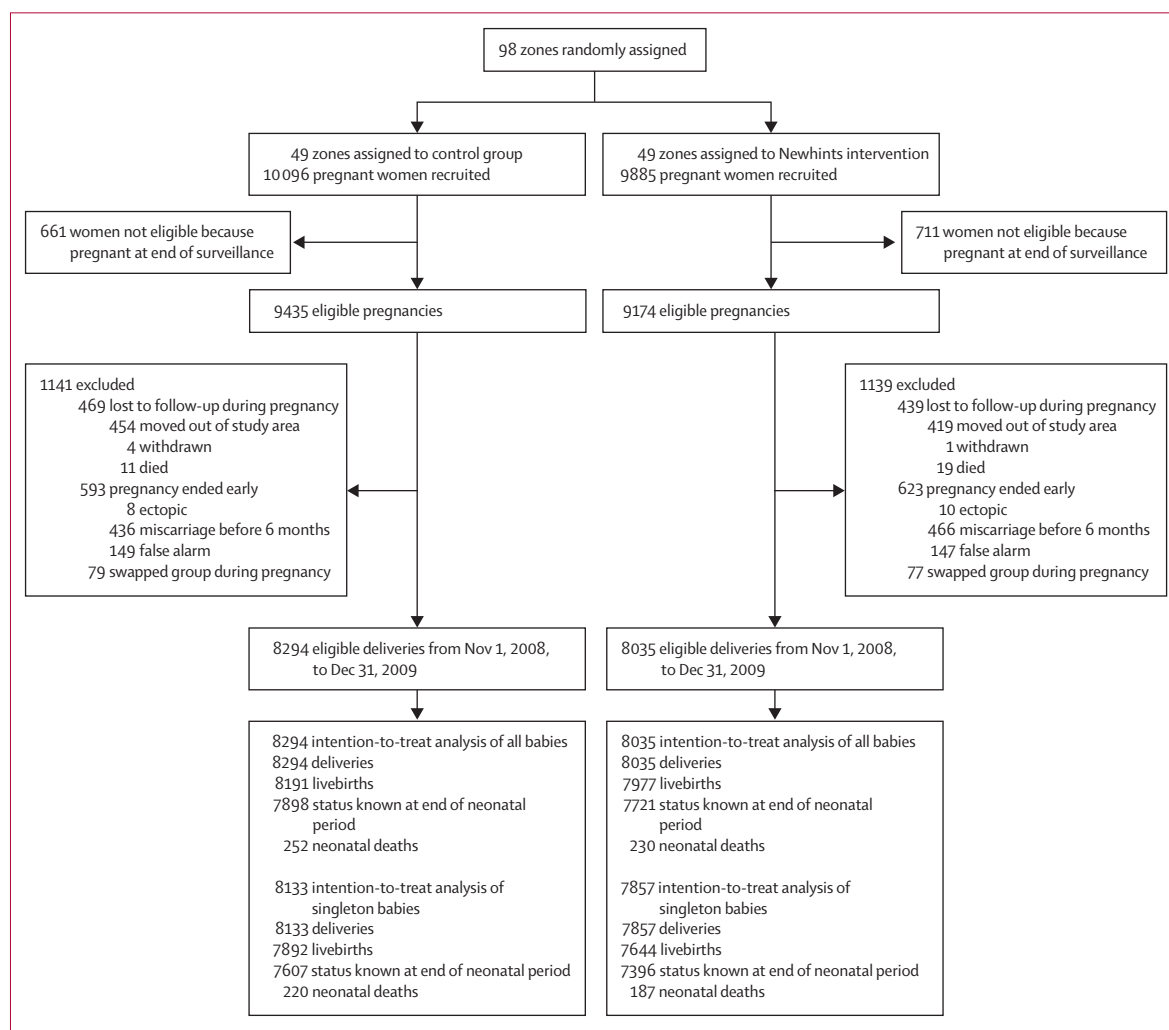 98 zones randomly assigned
49 zones assigned to control group
10 096 pregnant women recruited
49 zones assigned to Newhints intervention
9885 pregnant women recruited
661 women not eligible because
pregnant at end of surveillance
711 women not eligible because
pregnant at end of surveillance
9435 eligible pregnancies
9174 eligible pregnancies
1141 excluded
469 lost to follow-up during pregnancy
454 moved out of study area
4 withdrawn
11 died
593 pregnancy ended early
8 ectopic
436 miscarriage before 6 months
149 false alarm
79 swapped group during pregnancy
1139 excluded
439 lost to follow-up during pregnancy
419 moved out of study area
1 withdrawn
19 died
623 pregnancy ended early
10 ectopic
466 miscarriage before 6 months
147 false alarm
77 swapped group during pregnancy
8294 eligible deliveries from Nov 1, 2008,
to Dec 31, 2009
8035 eligible deliveries from Nov 1, 2008,
to Dec 31, 2009
8294 intention-to-treat analysis of all babies
8294 deliveries
8191 livebirths
7898 status known at end of neonatal
period
252 neonatal deaths
8133 intention-to-treat analysis of
singleton babies
8133 deliveries
7892 livebirths
7607 status known at end of neonatal period
220 neonatal deaths
8035 intention-to-treat analysis of all babies
8035 deliveries
7977 livebirths
7721 status known at end of neonatal
period
230 neonatal deaths
7857 intention-to-treat analysis of
singleton babies
7857 deliveries
7644 livebirths
7396 status known at end of neonatal period
187 neonatal deaths